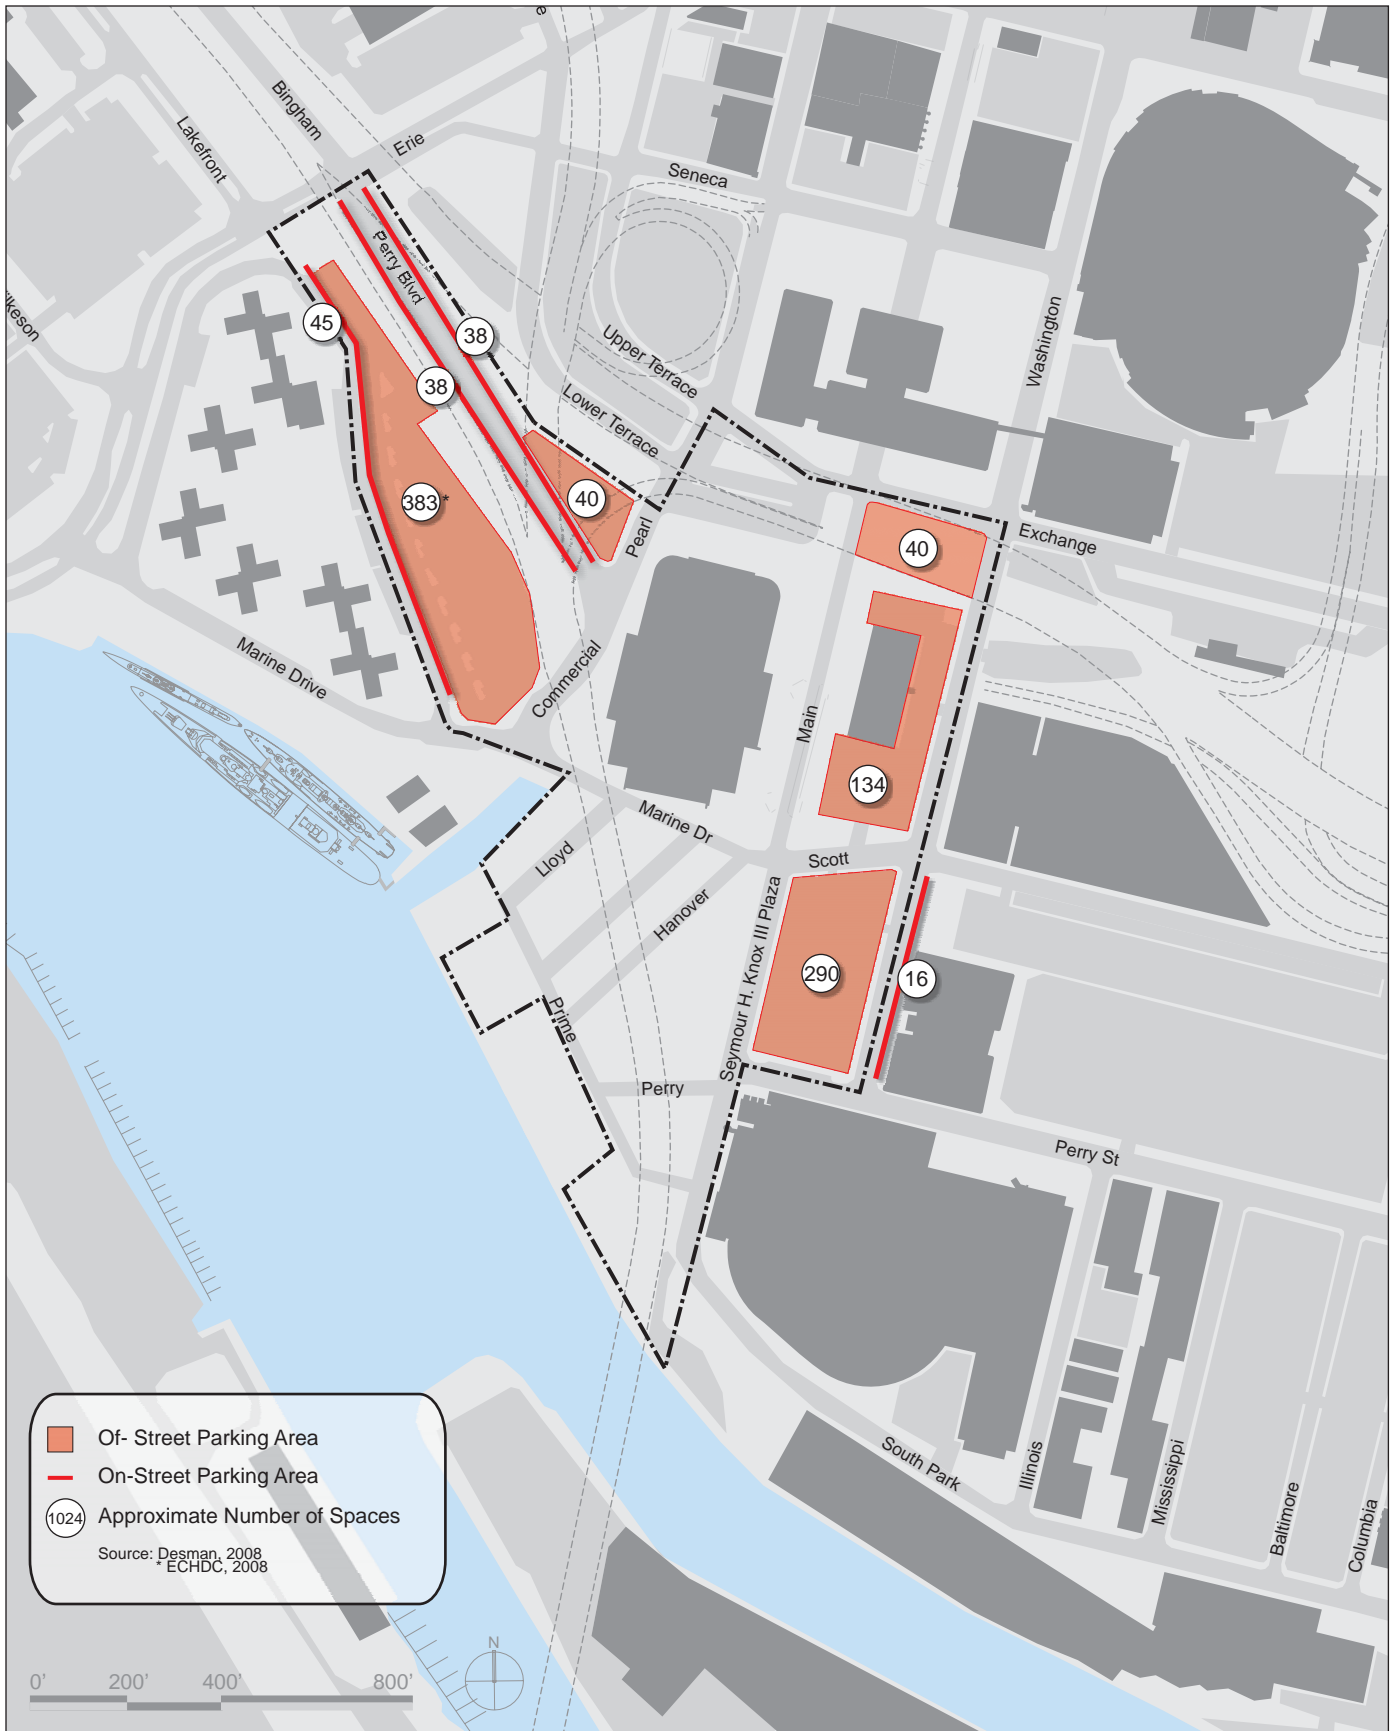 e
Bingham
Lakefront
Erie
Seneca
Perry Blvd
Washington
45
38
38
Upper Terrace
Lower Terrace
383*
40
Pearl
40
Exchange
Marine Drive
Commercial
Main
134
Marine Dr
Scott
Lloyd
Hanover
Seymour H. Knox III Plaza
290
16
Prime
Perry
Perry St
South Park
Illinois
Mississippi
Baltimore
Columbia
Of- Street Parking Area
On-Street Parking Area
1024 Approximate Number of Spaces
Source: Desman, 2008
* ECHDC, 2008
N
0' 200' 400' 800'